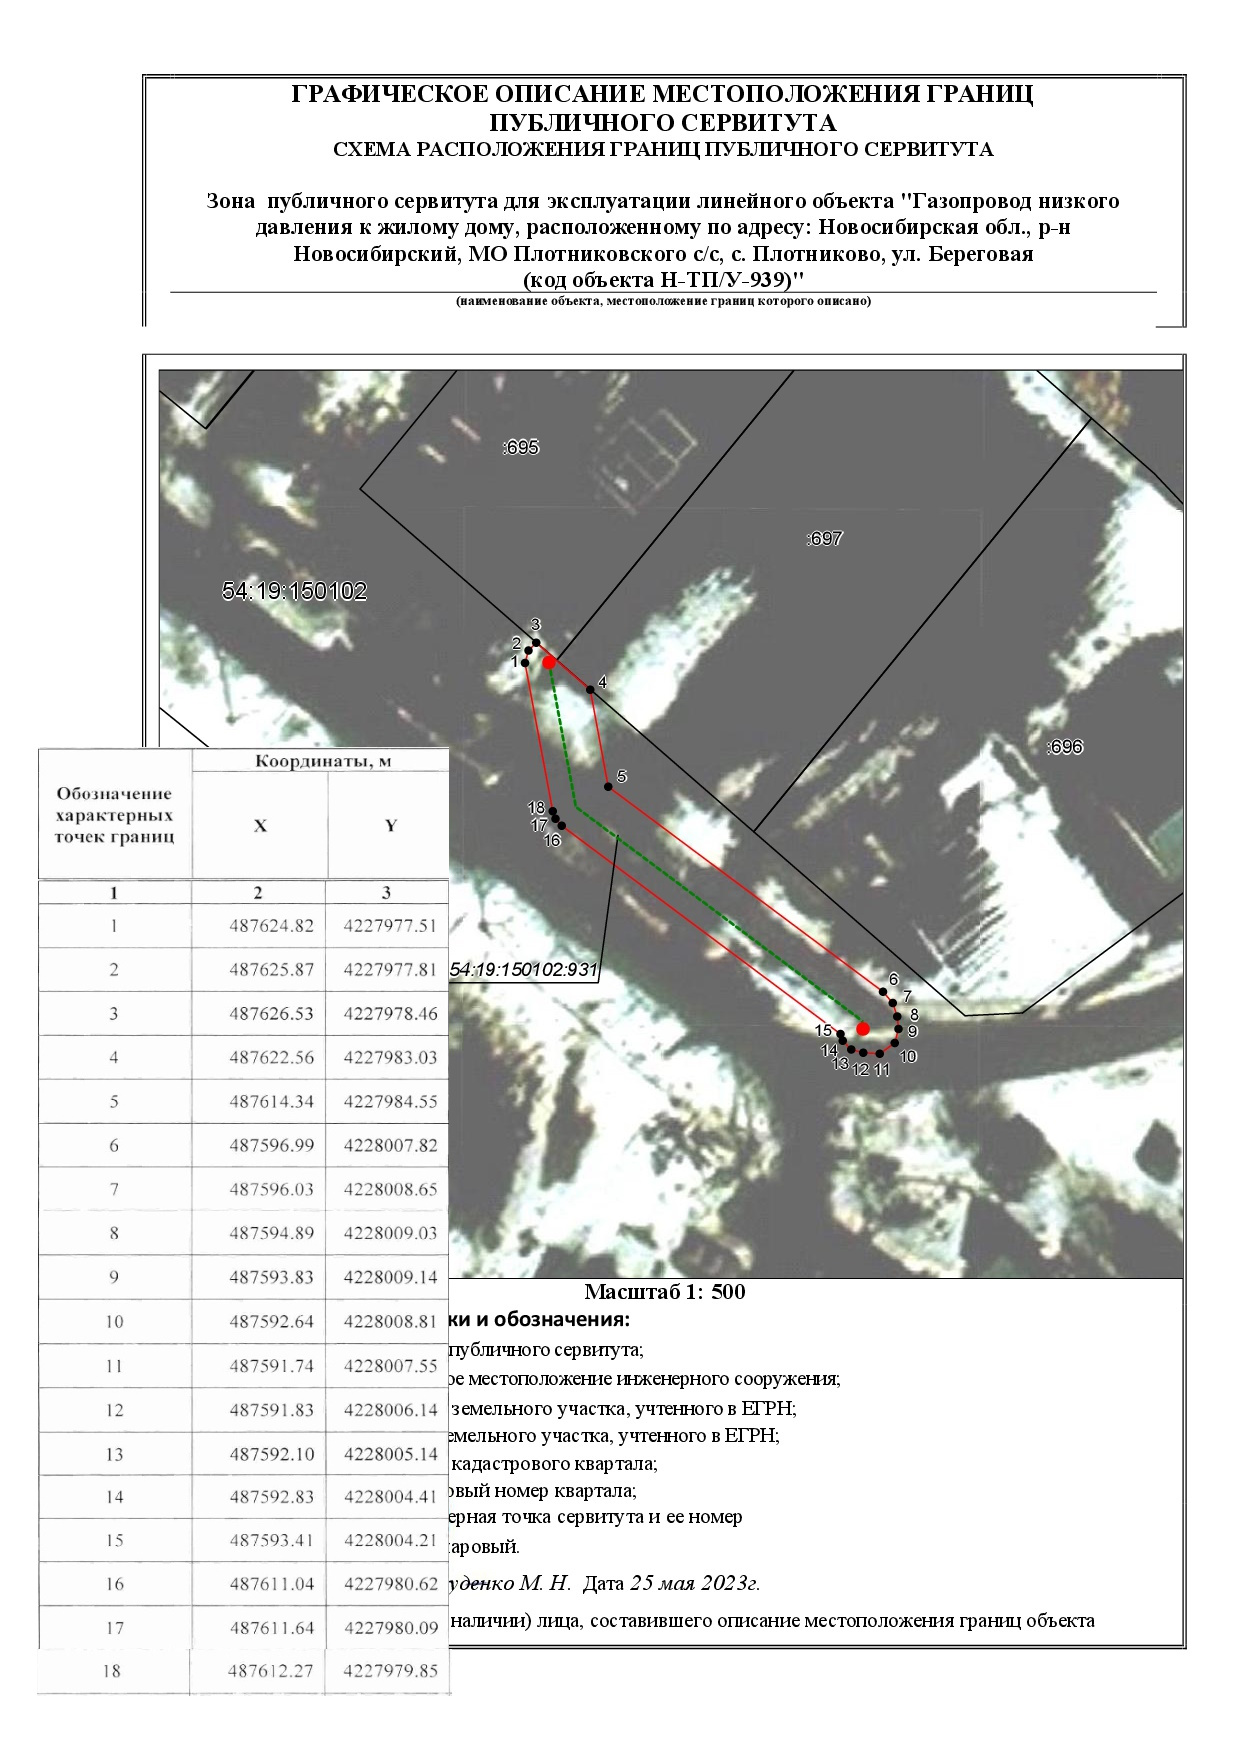 ГРАФИЧЕСКОЕ ОПИСАНИЕ МЕСТОПОЛОЖЕНИЯ ГРАНИЦ
ПУБЛИЧНОГО СЕРВИТУТА
СХЕМА РАСПОЛОЖЕНИЯ ГРАНИЦ ПУБЛИЧНОГО СЕРВИТУТА
Зона публичного сервитута для эксплуатации линейного объекта "Газопровод низкого
давления к жилому дому, расположенному по адресу: Новосибирская обл., р-н
Новосибирский, МО Плотниковского с/с, с. Плотниково, ул. Береговая
(код объекта Н-ТП/У-939)"
(наименование объекта, местоположение границ которого описано)
:695
:697
54:19:150102
3
2
1
4
:696
5
18
17
16
54:19:150102:931
6
7
8
9
10
15
14
13
12
11
Обозначение характерных точек границ
Координаты, м
X Y
1 2 3
1 487624.82 4227977.51
2 487625.87 4227977.81
3 487626.53 4227978.46
4 487622.56 4227983.03
5 487614.34 4227984.55
6 487596.99 4228007.82
7 487596.03 4228008.65
8 487594.89 4228009.03
9 487593.83 4228009.14
10 487592.64 4228008.81
11 487591.74 4228007.55
12 487591.83 4228006.14
13 487592.10 4228005.14
14 487592.83 4228004.41
15 487593.41 4228004.21
16 487611.04 4227980.62
17 487611.64 4227980.09
18 487612.27 4227979.85
Масштаб 1: 500
ки и обозначения:
публичного сервитута;
ое местоположение инженерного сооружения;
земельного участка, учтенного в ЕГРН;
емельного участка, учтенного в ЕГРН;
кадастрового квартала;
овый номер квартала;
ерная точка сервитута и ее номер
аровый.
уденко М. Н. Дата 25 мая 2023г.
наличии) лица, составившего описание местоположения границ объекта